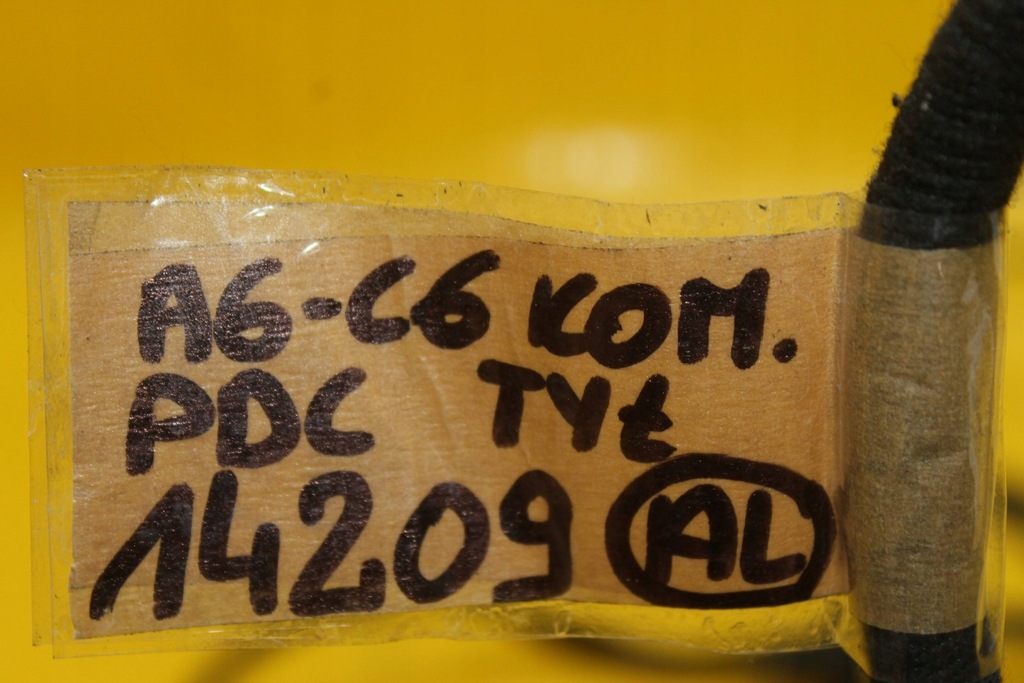 A6-C6 KOM.
PDC TYł
14209 AL